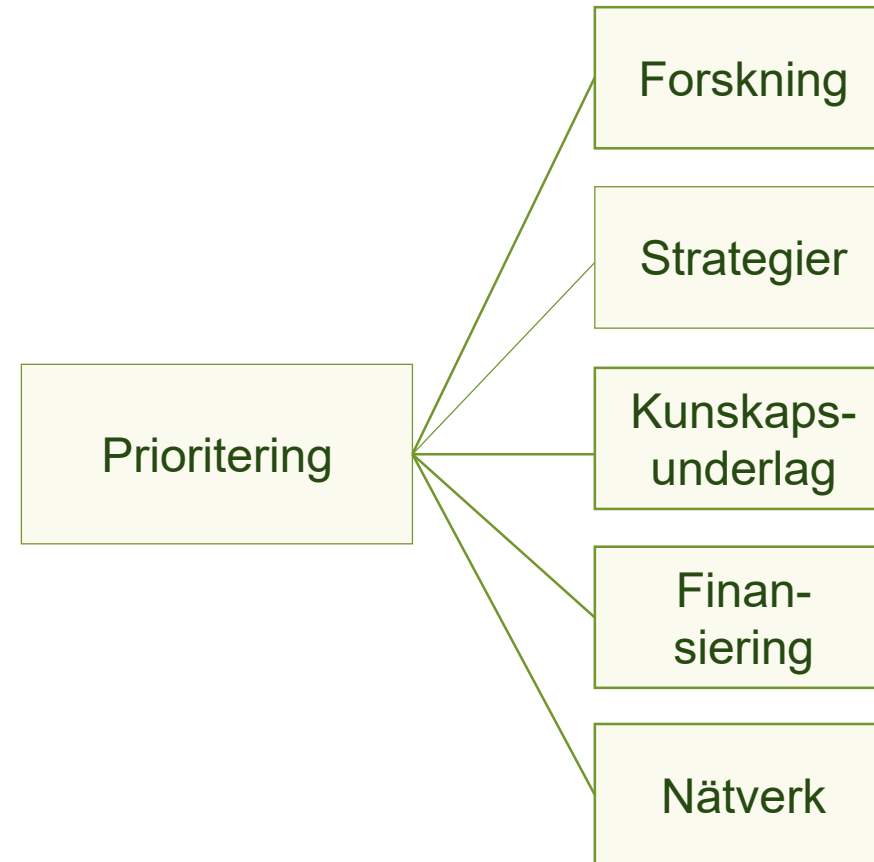 Forskning
Strategier
Prioritering
Kunskaps-
underlag
Finan-
siering
Nätverk